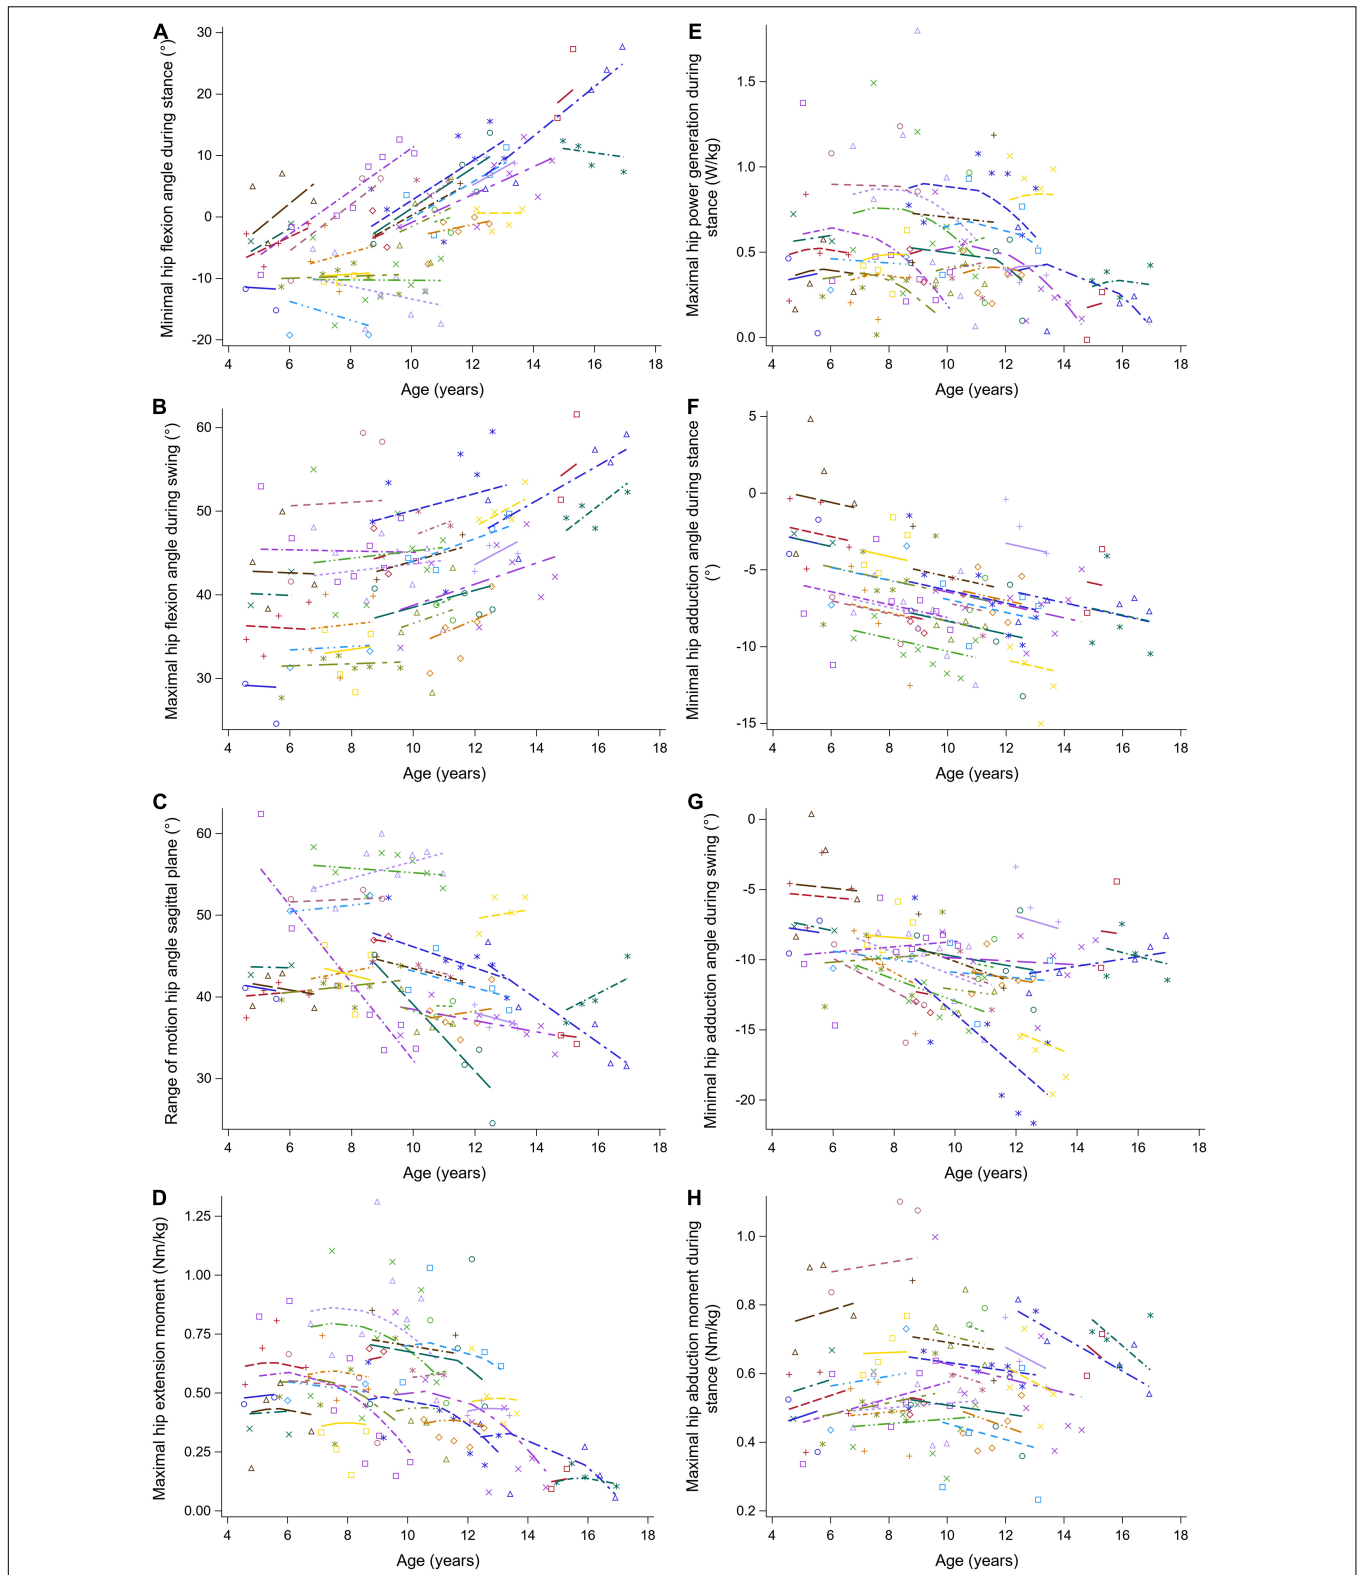 A
Minimal hip flexion angle during stance (°)
30
20
10
0
-10
-20
4 6 8 10 12 14 16 18
Age (years)
E
Maximal hip power generation during
stance (W/kg)
1.5
1.0
0.5
0.0
4 6 8 10 12 14 16 18
Age (years)
B
Maximal hip flexion angle during swing (°)
60
50
40
30
4 6 8 10 12 14 16 18
Age (years)
F
Minimal hip adduction angle during stance
(°)
5
0
-5
-10
-15
4 6 8 10 12 14 16 18
Age (years)
C
Range of motion hip angle sagittal plane (°)
60
50
40
30
4 6 8 10 12 14 16 18
Age (years)
G
Minimal hip adduction angle during swing (°)
0
-5
-10
-15
-20
4 6 8 10 12 14 16 18
Age (years)
D
Maximal hip extension moment (Nm/kg)
1.25
1.00
0.75
0.50
0.25
0.00
4 6 8 10 12 14 16 18
Age (years)
H
Maximal hip abduction moment during
stance (Nm/kg)
1.0
0.8
0.6
0.4
0.2
4 6 8 10 12 14 16 18
Age (years)